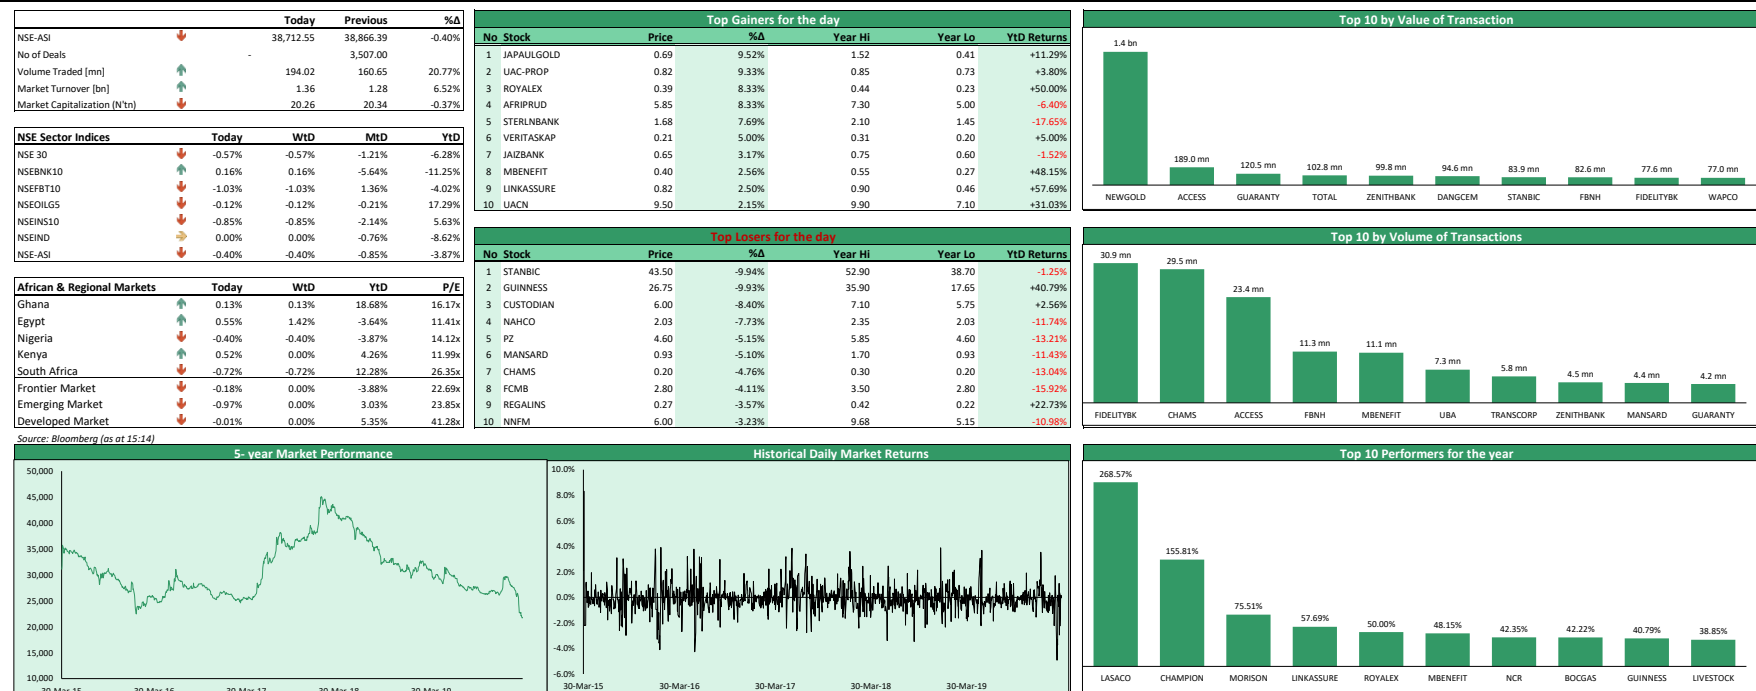 Today Previous %Δ
NSE-ASI 38,712.55 38,866.39 -0.40%
No of Deals - 3,507.00
Volume Traded [mn] 194.02 160.65 20.77%
Market Turnover [bn] 1.36 1.28 6.52%
Market Capitalization (N'tn) 20.26 20.34 -0.37%
NSE Sector Indices Today WtD MtD YtD
NSE 30 -0.57% -0.57% -1.21% -6.28%
NSEBNK10 0.16% 0.16% -5.64% -11.25%
NSEFBT10 -1.03% -1.03% 1.36% -4.02%
NSEOILG5 -0.12% -0.12% -0.21% 17.29%
NSEINS10 -0.85% -0.85% -2.14% 5.63%
NSEIND 0.00% 0.00% -0.76% -8.62%
NSE-ASI -0.40% -0.40% -0.85% -3.87%
African & Regional Markets Today WtD YtD P/E
Ghana 0.13% 0.13% 18.68% 16.17x
Egypt 0.55% 1.42% -3.64% 11.41x
Nigeria -0.40% -0.40% -3.87% 14.12x
Kenya 0.52% 0.00% 4.26% 11.99x
South Africa -0.72% -0.72% 12.28% 26.35x
Frontier Market -0.18% 0.00% -3.88% 22.69x
Emerging Market -0.97% 0.00% 3.03% 23.85x
Developed Market -0.01% 0.00% 5.35% 41.28x
Source: Bloomberg (as at 15:14)
Top Gainers for the day
No Stock Price %Δ Year Hi Year Lo YtD Returns
1 JAPAULGOLD 0.69 9.52% 1.52 0.41 +11.29%
2 UAC-PROP 0.82 9.33% 0.85 0.73 +3.80%
3 ROYALEX 0.39 8.33% 0.44 0.23 +50.00%
4 AFRIPRUD 5.85 8.33% 7.30 5.00 -6.40%
5 STERLNBANK 1.68 7.69% 2.10 1.45 -17.65%
6 VERITASKAP 0.21 5.00% 0.31 0.20 +5.00%
7 JAIZBANK 0.65 3.17% 0.75 0.60 -1.52%
8 MBENEFIT 0.40 2.56% 0.55 0.27 +48.15%
9 LINKASSURE 0.82 2.50% 0.90 0.46 +57.69%
10 UACN 9.50 2.15% 9.90 7.10 +31.03%
Top Losers for the day
No Stock Price %Δ Year Hi Year Lo YtD Returns
1 STANBIC 43.50 -9.94% 52.90 38.70 -1.25%
2 GUINNESS 26.75 -9.93% 35.90 17.65 +40.79%
3 CUSTODIAN 6.00 -8.40% 7.10 5.75 +2.56%
4 NAHCO 2.03 -7.73% 2.35 2.03 -11.74%
5 PZ 4.60 -5.15% 5.85 4.60 -13.21%
6 MANSARD 0.93 -5.10% 1.70 0.93 -11.43%
7 CHAMS 0.20 -4.76% 0.30 0.20 -13.04%
8 FCMB 2.80 -4.11% 3.50 2.80 -15.92%
9 REGALINS 0.27 -3.57% 0.42 0.22 +22.73%
10 NNFM 6.00 -3.23% 9.68 5.15 -10.98%
Top 10 by Value of Transaction
1.4 bn
189.0 mn 120.5 mn 102.8 mn 99.8 mn 94.6 mn 83.9 mn 82.6 mn 77.6 mn 77.0 mn
NEWGOLD ACCESS GUARANTY TOTAL ZENITHBANK DANGCEM STANBIC FBNH FIDELITYBK WAPCO
Top 10 by Volume of Transactions
30.9 mn 29.5 mn 23.4 mn 11.3 mn 11.1 mn 7.3 mn 5.8 mn 4.5 mn 4.4 mn 4.2 mn
FIDELITYBK CHAMS ACCESS FBNH MBENEFIT UBA TRANSCORP ZENITHBANK MANSARD GUARANTY
5- year Market Performance
50,000
45,000
40,000
35,000
30,000
25,000
20,000
15,000
10,000
30-Mar-15 30-Mar-16 30-Mar-17 30-Mar-18 30-Mar-19
Historical Daily Market Returns
10.0%
8.0%
6.0%
4.0%
2.0%
0.0%
-2.0%
-4.0%
-6.0%
30-Mar-15 30-Mar-16 30-Mar-17 30-Mar-18 30-Mar-19
Top 10 Performers for the year
268.57% 155.81% 75.51% 57.69% 50.00% 48.15% 42.35% 42.22% 40.79% 38.85%
LASACO CHAMPION MORISON LINKASSURE ROYALEX MBENEFIT NCR BOCGAS GUINNESS LIVESTOCK